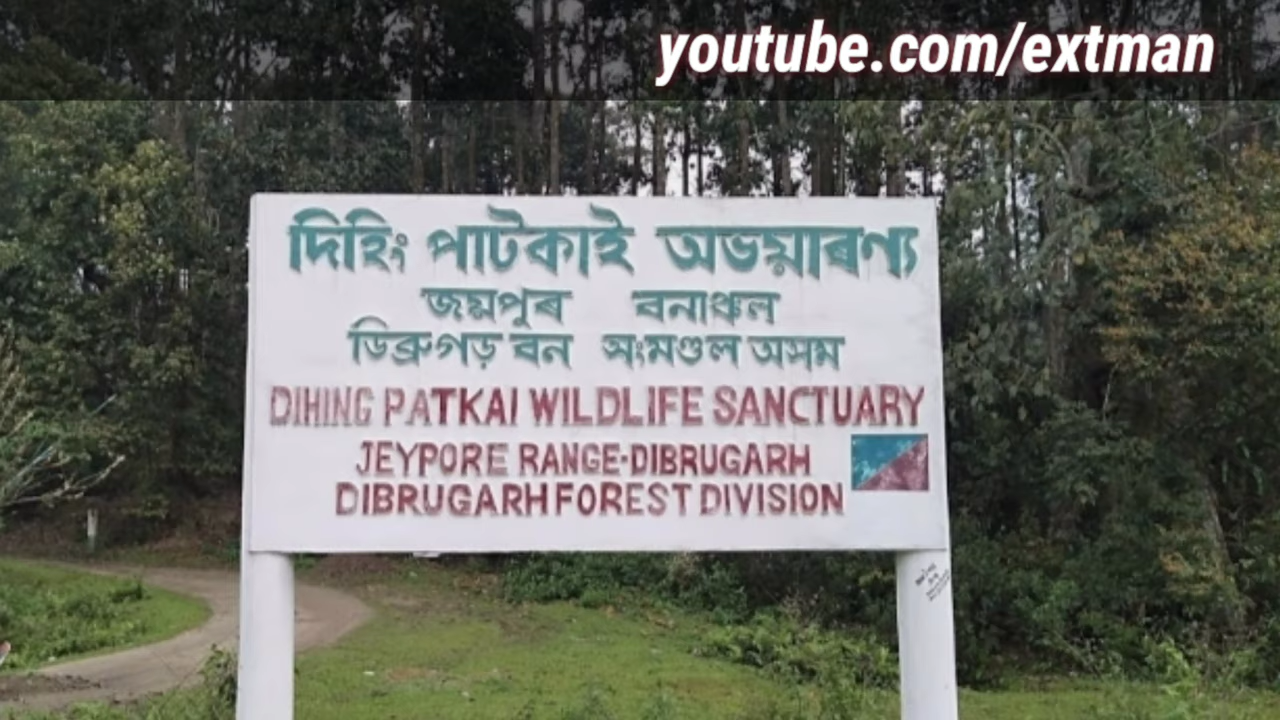 youtube.com/extman
দিহিং পাটকাই অভয়াৰণ্য
জয়পুৰ বনাঞ্চল
ডিব্ৰুগড় বন সংমণ্ডল অসম
DIHING PATKAI WILDLIFE SANCTUARY
JEYPORE RANGE-DIBRUGARH
DIBRUGARH FOREST DIVISION